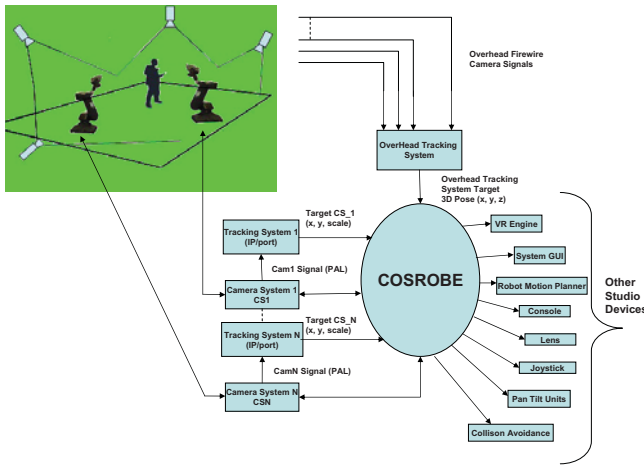 Overhead Firewire
Camera Signals
OverHead Tracking
System
Overhead Tracking
System Target
3D Pose (x, y, z)
Target CS_1
(x, y, scale)
Tracking System 1
(IP/port)
Cam1 Signal (PAL)
Camera System 1
CS1
Target CS_N
(x, y, scale)
Tracking System N
(IP/port)
CamN Signal (PAL)
Camera System N
CSN
COSROBE
VR Engine
System GUI
Robot Motion Planner
Console
Lens
Joystick
Pan Tilt Units
Collison Avoidance
Other
Studio
Devices